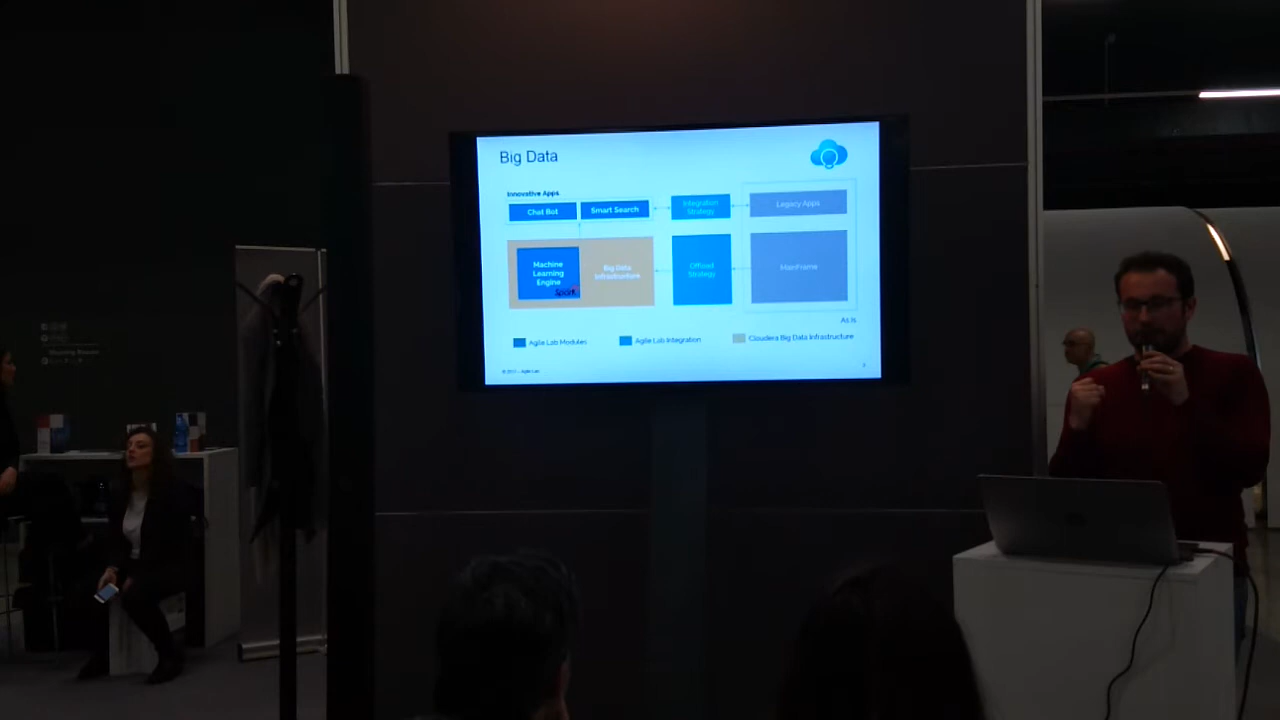 Big Data
Innovative Apps
Chat Bot
Smart Search
Integration
Strategy
Legacy Apps
Machine
Learning
Engine
Spark
Big Data
Infrastructure
Offload
Strategy
MainFrame
As Is
Agile Lab Modules
Agile Lab Integration
Cloudera Big Data Infrastructure